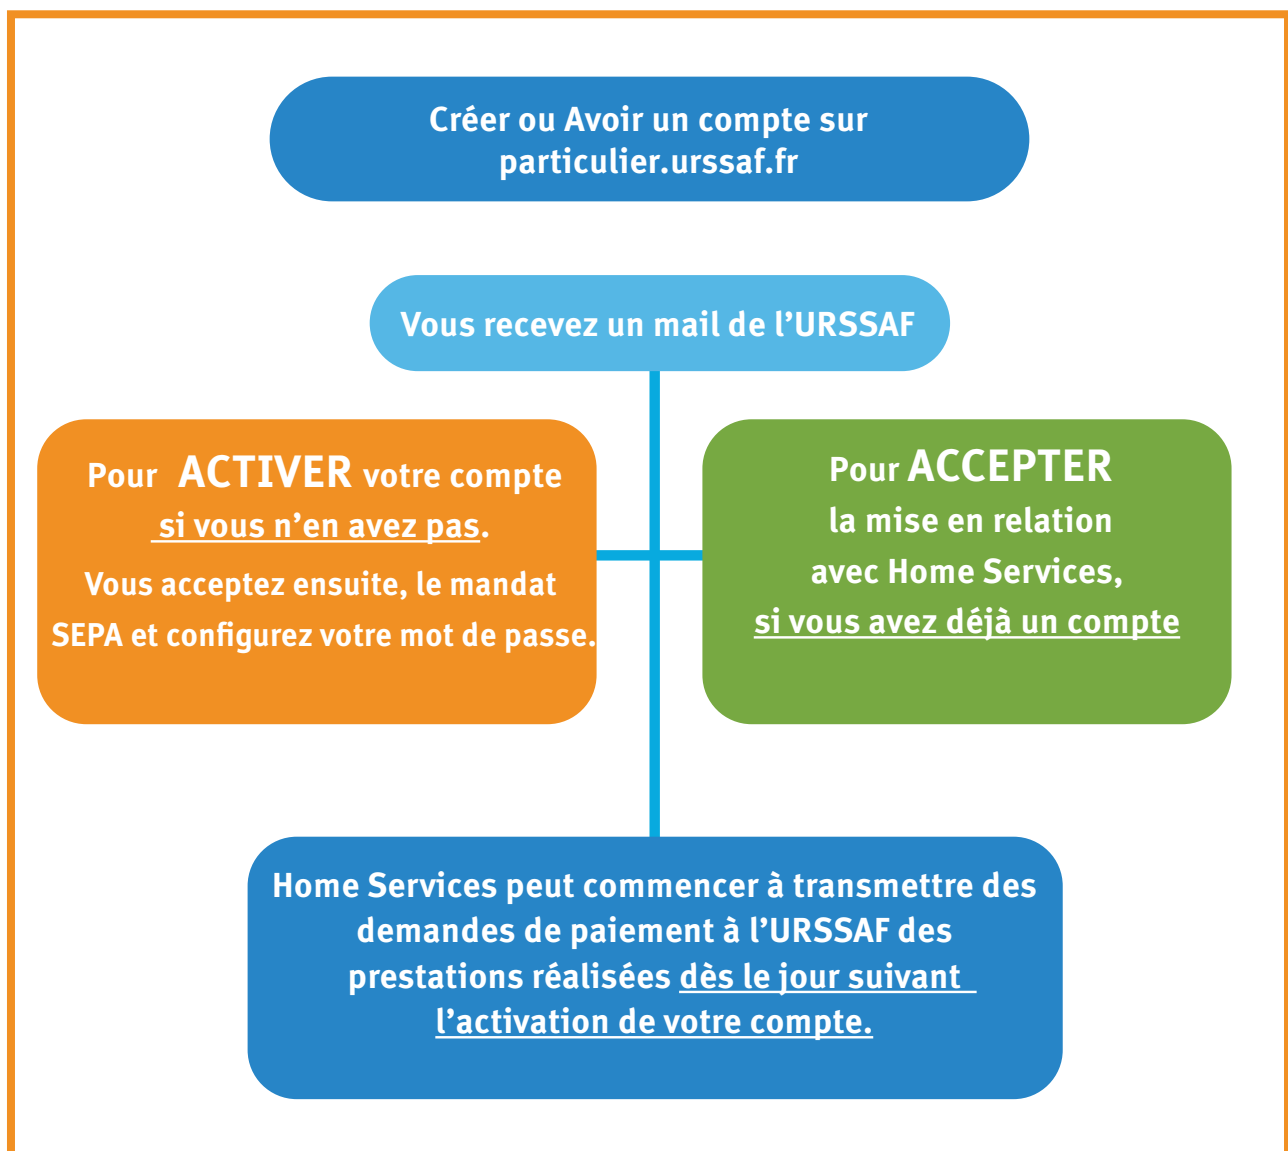 Créer ou Avoir un compte sur
particulier.urssaf.fr
Vous recevez un mail de l’URSSAF
Pour ACTIVER votre compte
si vous n’en avez pas.
Vous acceptez ensuite, le mandat
SEPA et configurez votre mot de passe.
Pour ACCEPTER
la mise en relation
avec Home Services,
si vous avez déjà un compte
Home Services peut commencer à transmettre des
demandes de paiement à l’URSSAF des
prestations réalisées dès le jour suivant
l’activation de votre compte.